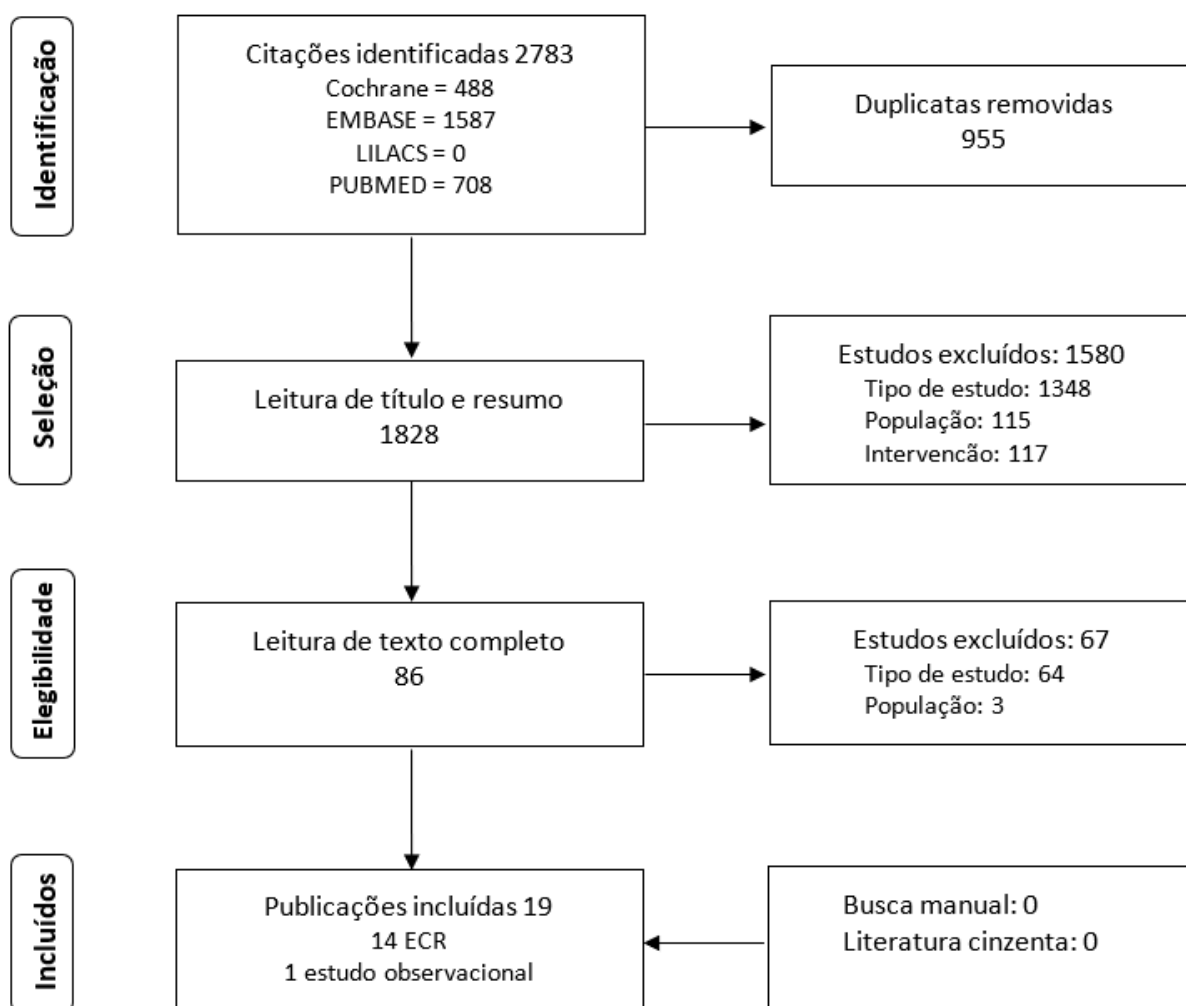 Identificação
Citações identificadas 2783
Cochrane = 488
EMBASE = 1587
LILACS = 0
PUBMED = 708
Duplicatas removidas
955
Seleção
Leitura de título e resumo
1828
Estudos excluídos: 1580
Tipo de estudo: 1348
População: 115
Intervencão: 117
Elegibilidade
Leitura de texto completo
86
Estudos excluídos: 67
Tipo de estudo: 64
População: 3
Incluídos
Publicações incluídas 19
14 ECR
1 estudo observacional
Busca manual: 0
Literatura cinzenta: 0